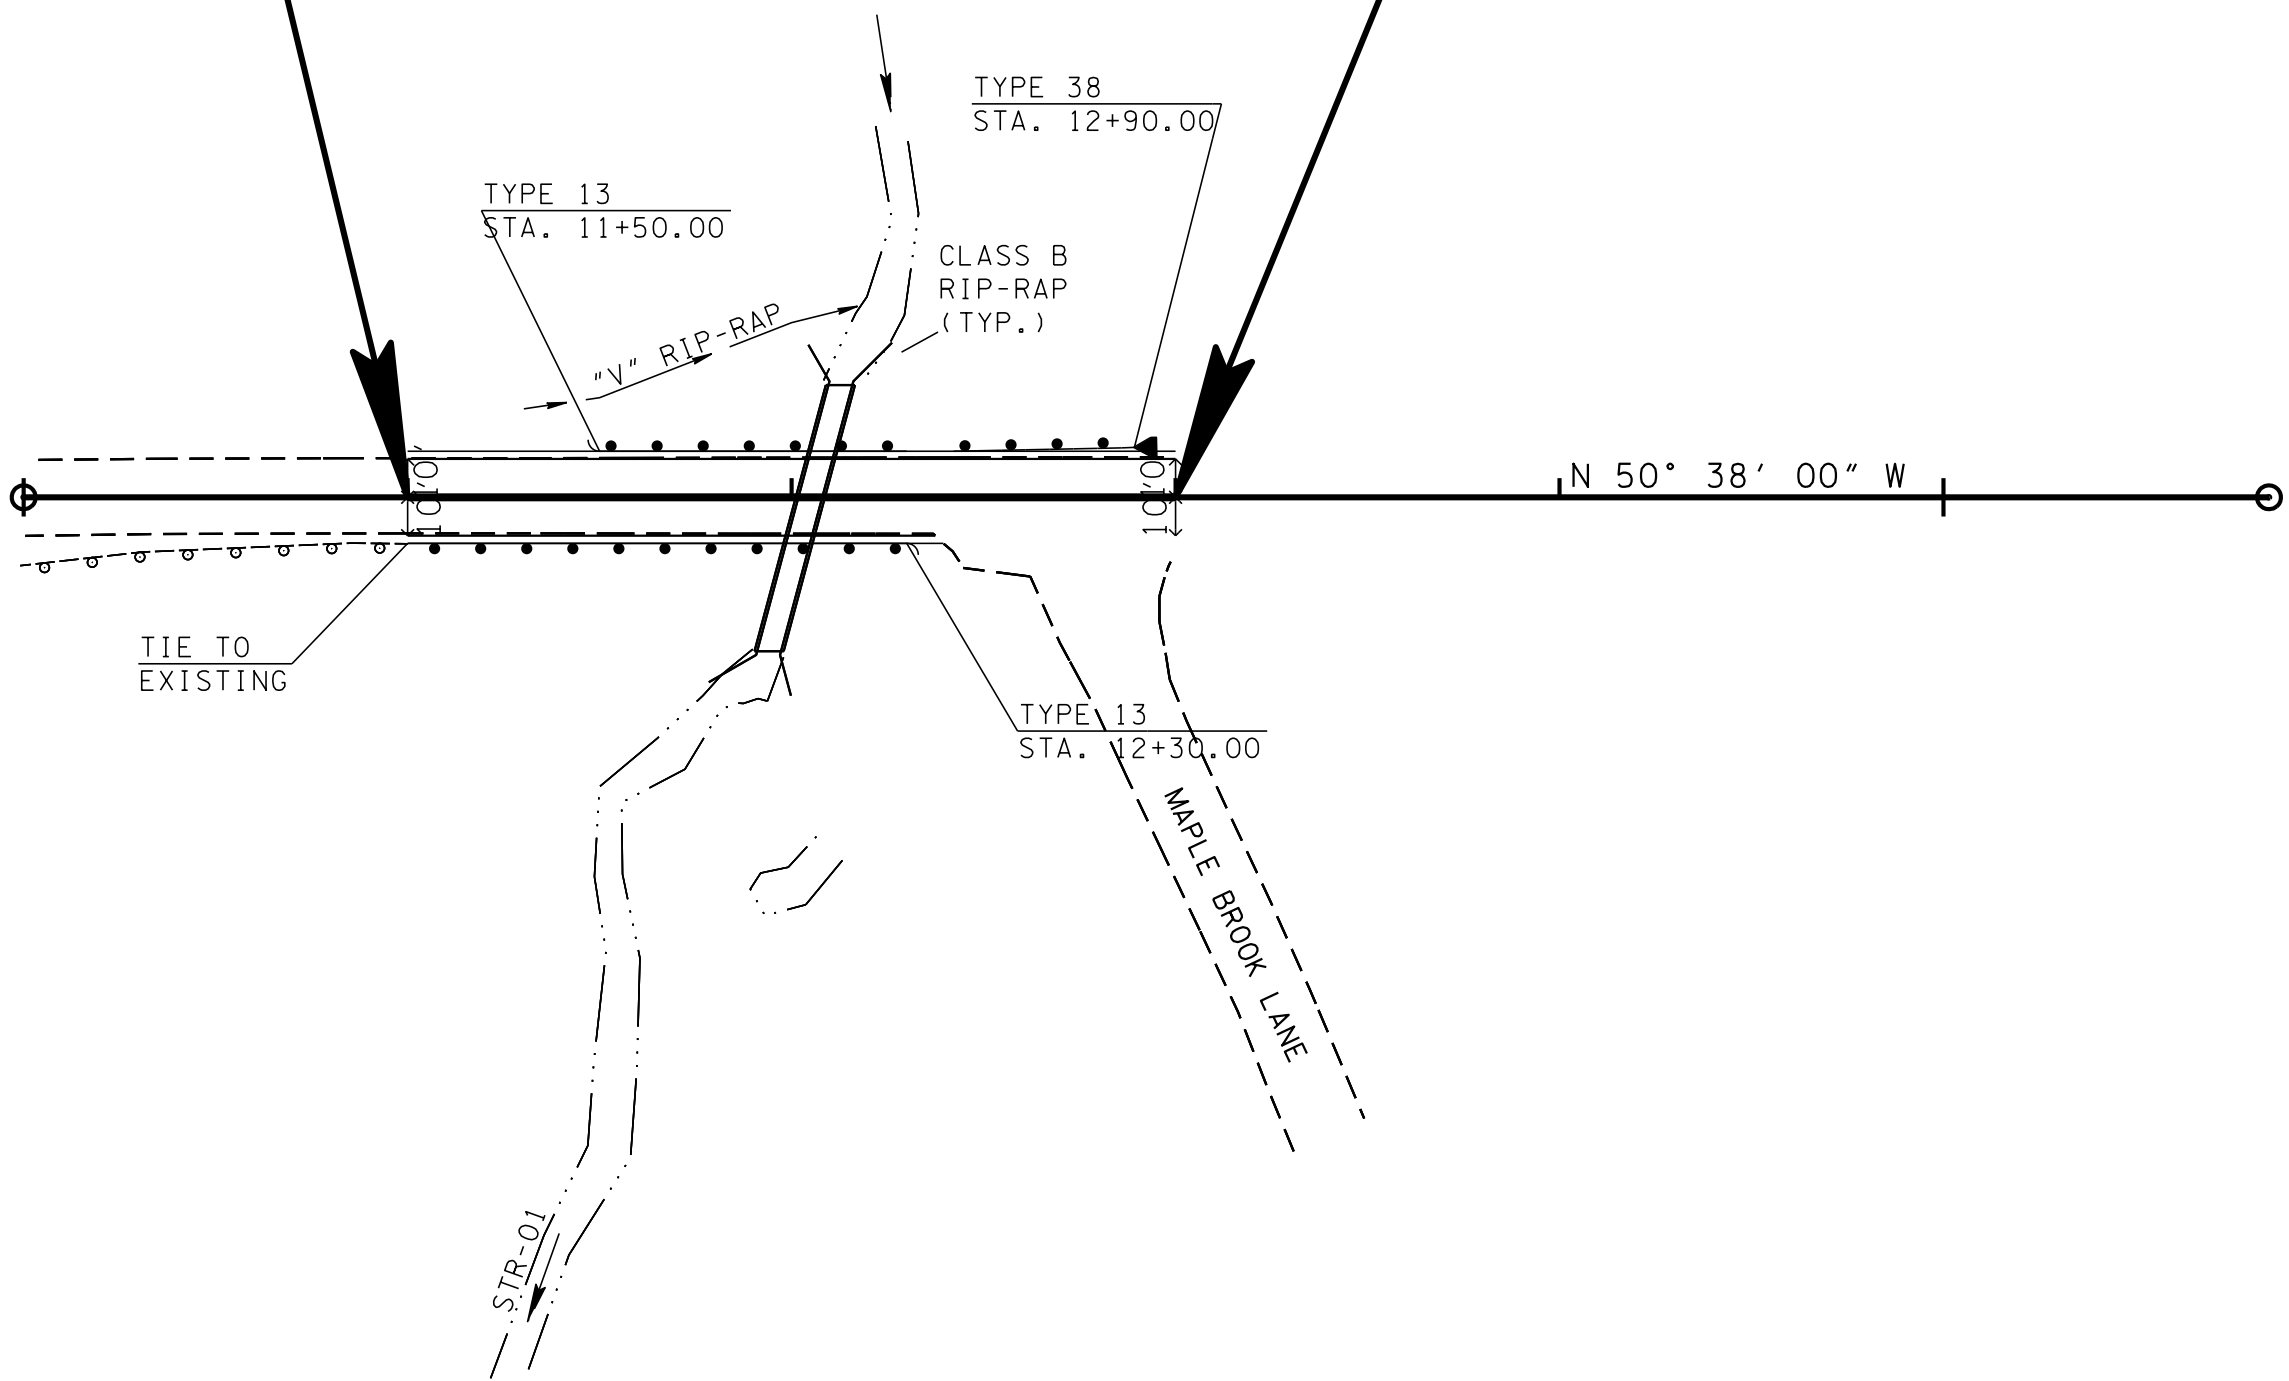 TYPE 38
STA. 12+90.00
TYPE 13
STA. 11+50.00
CLASS B
RIP-RAP
(TYP.)
"V" RIP-RAP
10'0'
10'0'
N 50° 38' 00" W
TIE TO
EXISTING
TYPE 13
STA. 12+30.00
MAPLE BROOK LANE
STR-01